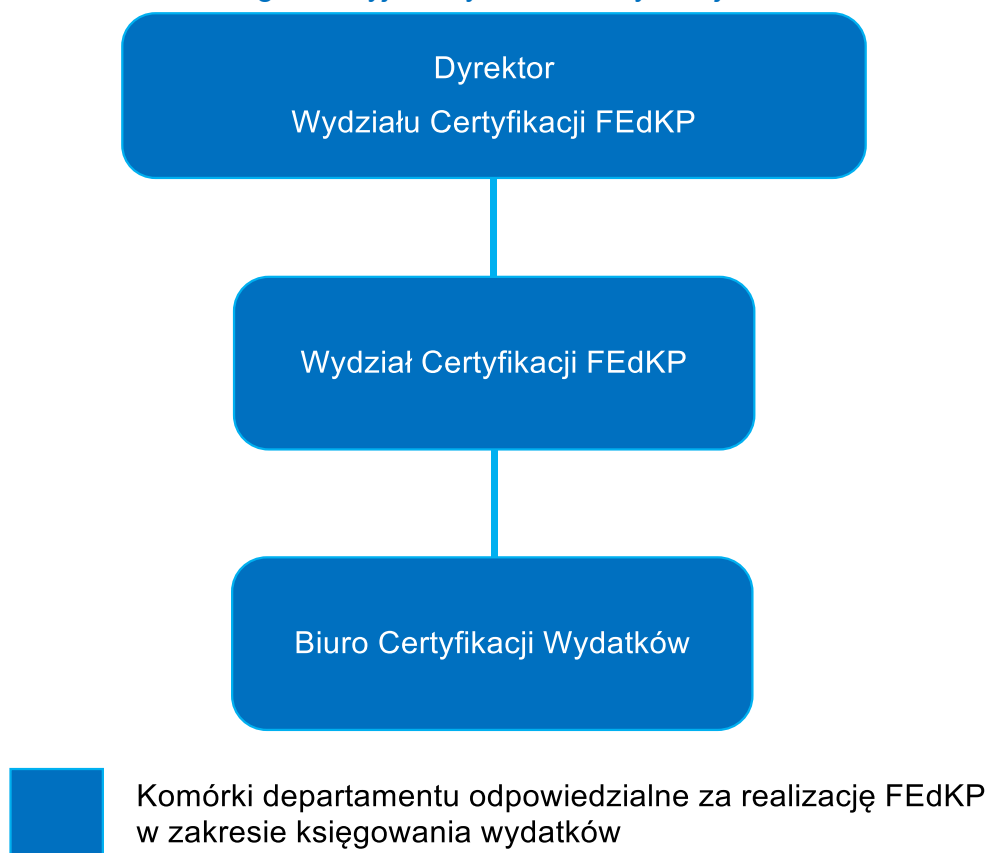 Dyrektor
Wydziału Certyfikacji FEdKP
Wydział Certyfikacji FEdKP
Biuro Certyfikacji Wydatków
Komórki departamentu odpowiedzialne za realizację FEdKP
w zakresie księgowania wydatków